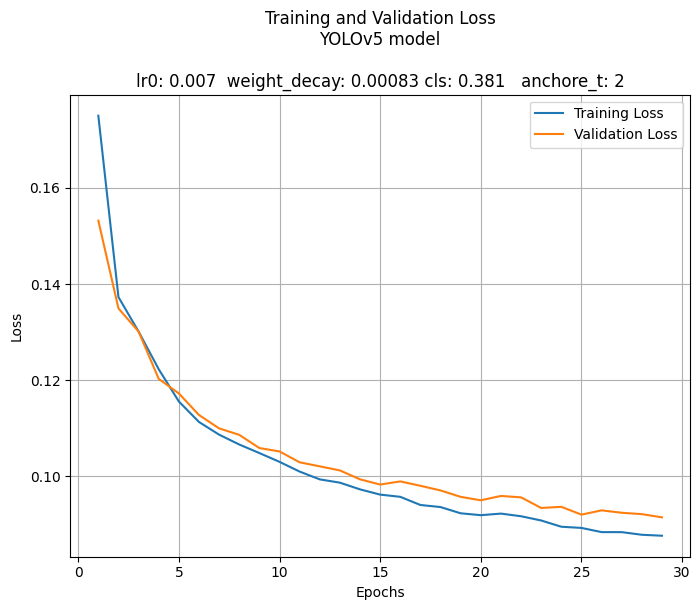 Training and Validation Loss
YOLOv5 model
lr0: 0.007  weight_decay: 0.00083 cls: 0.381   anchore_t: 2
Training Loss
Validation Loss
0.16
0.14
0.12
0.10
Loss
0 5 10 15 20 25 30
Epochs